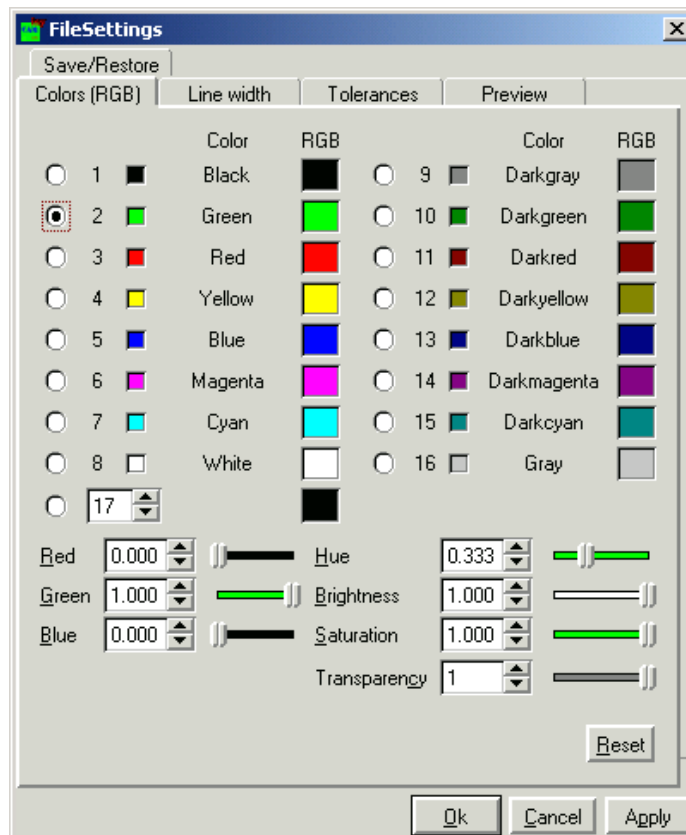 FileSettings
Save/Restore
Colors (RGB) Line width Tolerances Preview
Color RGB Color RGB
1 Black 9 Darkgray
2 Green 10 Darkgreen
3 Red 11 Darkred
4 Yellow 12 Darkyellow
5 Blue 13 Darkblue
6 Magenta 14 Darkmagenta
7 Cyan 15 Darkcyan
8 White 16 Gray
17
Red 0.000 Hue 0.333
Green 1.000 Brightness 1.000
Blue 0.000 Saturation 1.000
Transparency 1
Reset
Ok Cancel Apply